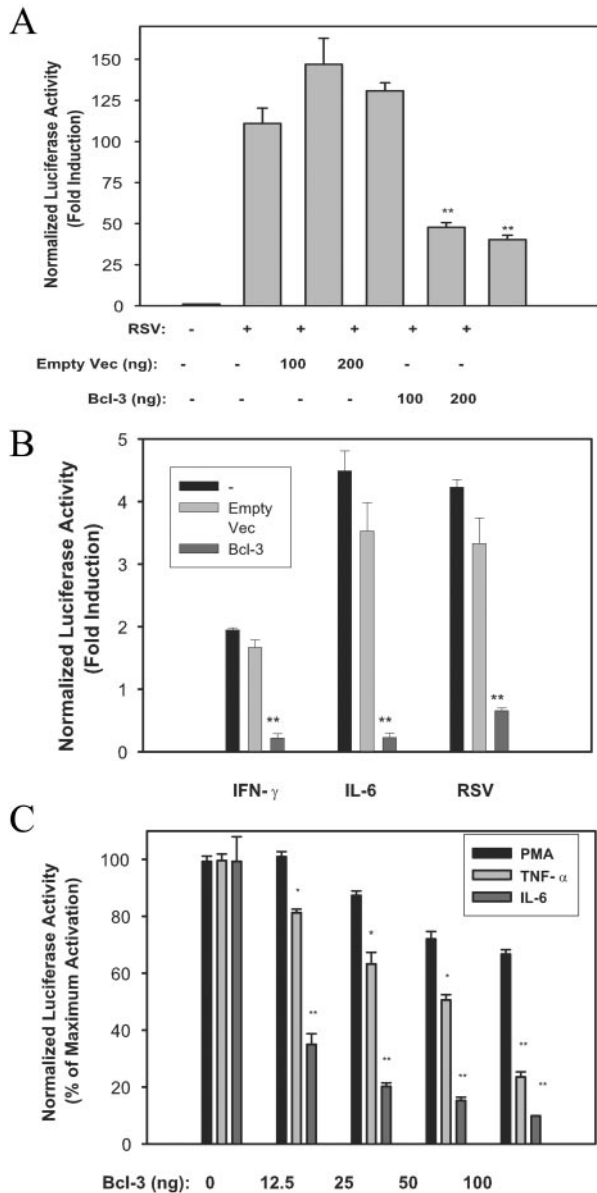 A
Normalized Luciferase Activity
(Fold Induction)
150
125
100
75
50
25
0
** **
RSV: - + + + + +
Empty Vec (ng): - - 100 200 - -
Bcl-3 (ng): - - - - 100 200
B
Normalized Luciferase Activity
(Fold Induction)
5
4
3
2
1
0
-
Empty
Vec
Bcl-3
** ** **
IFN- γ IL-6 RSV
C
Normalized Luciferase Activity
(% of Maximum Activation)
100
80
60
40
20
0
PMA
TNF- α
IL-6
* ** * ** * ** ** **
Bcl-3 (ng): 0 12.5 25 50 100